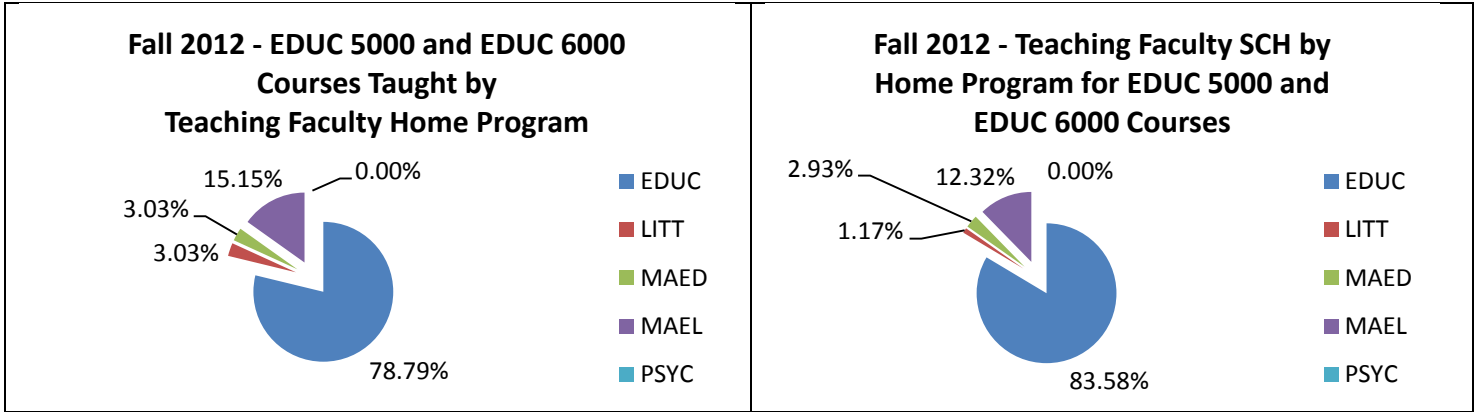 Fall 2012 - EDUC 5000 and EDUC 6000
Courses Taught by
Teaching Faculty Home Program
15.15%
0.00%
3.03%
3.03%
78.79%
EDUC
LITT
MAED
MAEL
PSYC
Fall 2012 - Teaching Faculty SCH by
Home Program for EDUC 5000 and
EDUC 6000 Courses
2.93%
12.32%
0.00%
1.17%
83.58%
EDUC
LITT
MAED
MAEL
PSYC